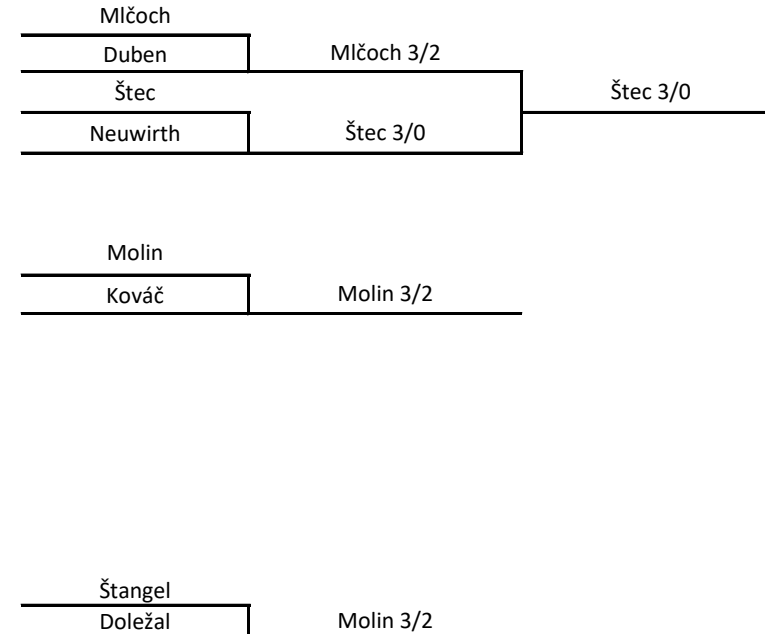 Mlčoch
Duben Mlčoch 3/2
Štec Štec 3/0
Neuwirth Štec 3/0
Molin
Kováč Molin 3/2
Štangel
Doležal Molin 3/2